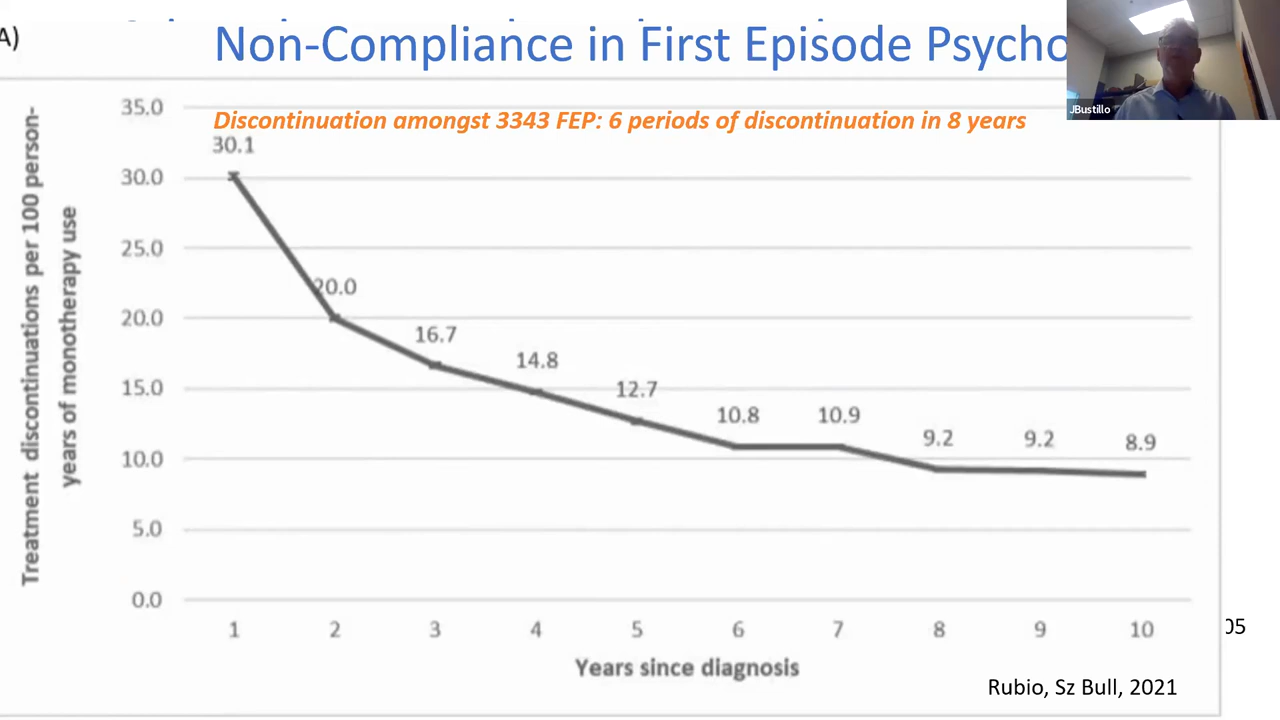 A)
Non-Compliance in First Episode Psycho
JBustillo
Discontinuation amongst 3343 FEP: 6 periods of discontinuation in 8 years
Treatment discontinuations per 100 person-
years of monotherapy use
35.0
30.0
25.0
20.0
15.0
10.0
5.0
0.0
30.1
20.0
16.7
14.8
12.7
10.8
10.9
9.2
9.2
8.9
1 2 3 4 5 6 7 8 9 10
Years since diagnosis
05
Rubio, Sz Bull, 2021